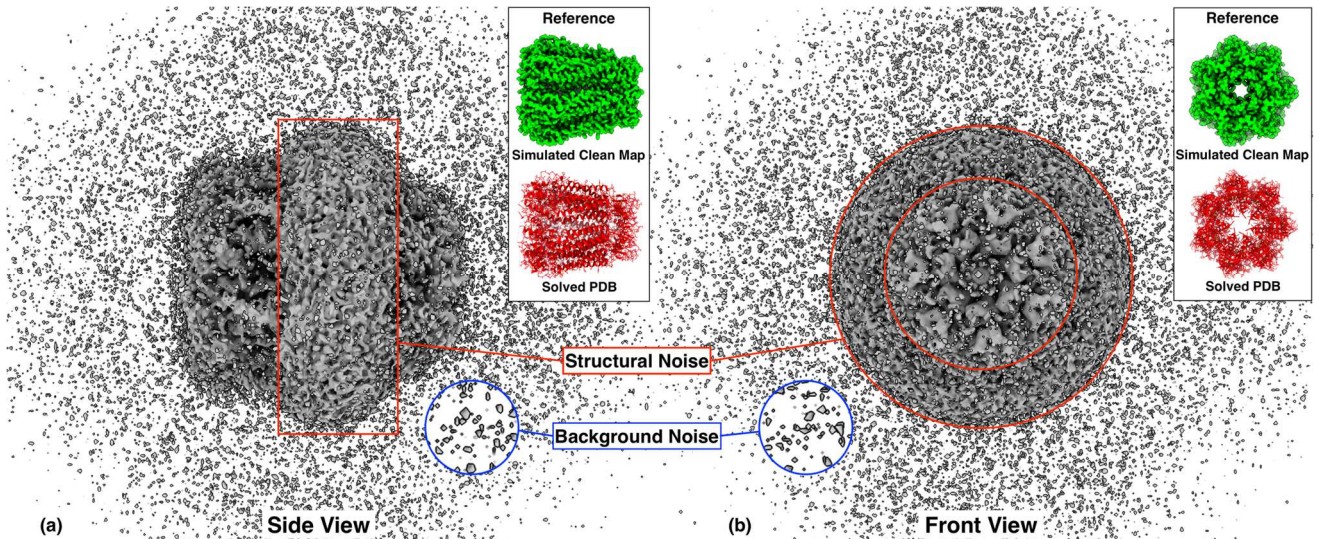 Reference
Simulated Clean Map
Solved PDB
Reference
Simulated Clean Map
Solved PDB
Structural Noise
Background Noise
(a)
Side View
(b)
Front View